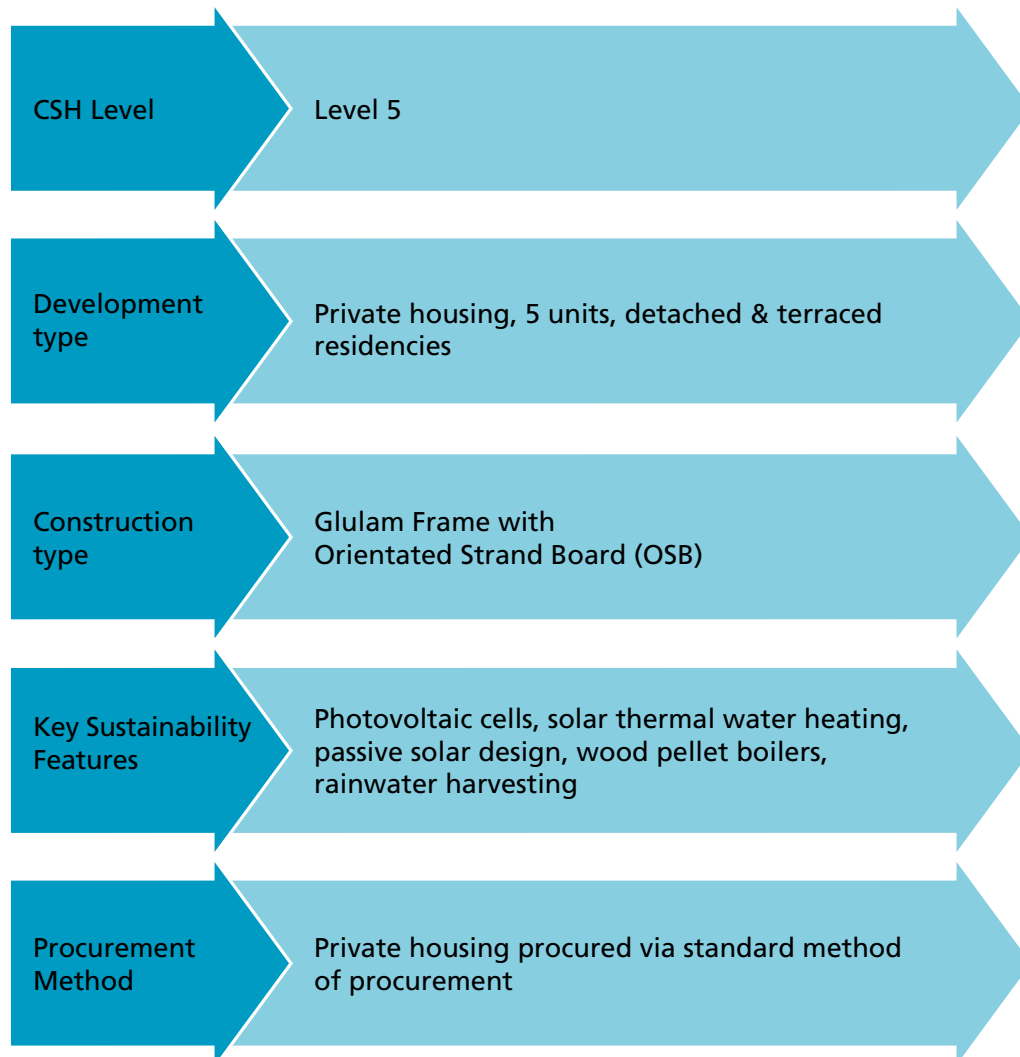 CSH Level
Level 5
Development
type
Private housing, 5 units, detached & terraced
residencies
Construction
type
Glulam Frame with
Orientated Strand Board (OSB)
Key Sustainability
Features
Photovoltaic cells, solar thermal water heating,
passive solar design, wood pellet boilers,
rainwater harvesting
Procurement
Method
Private housing procured via standard method
of procurement